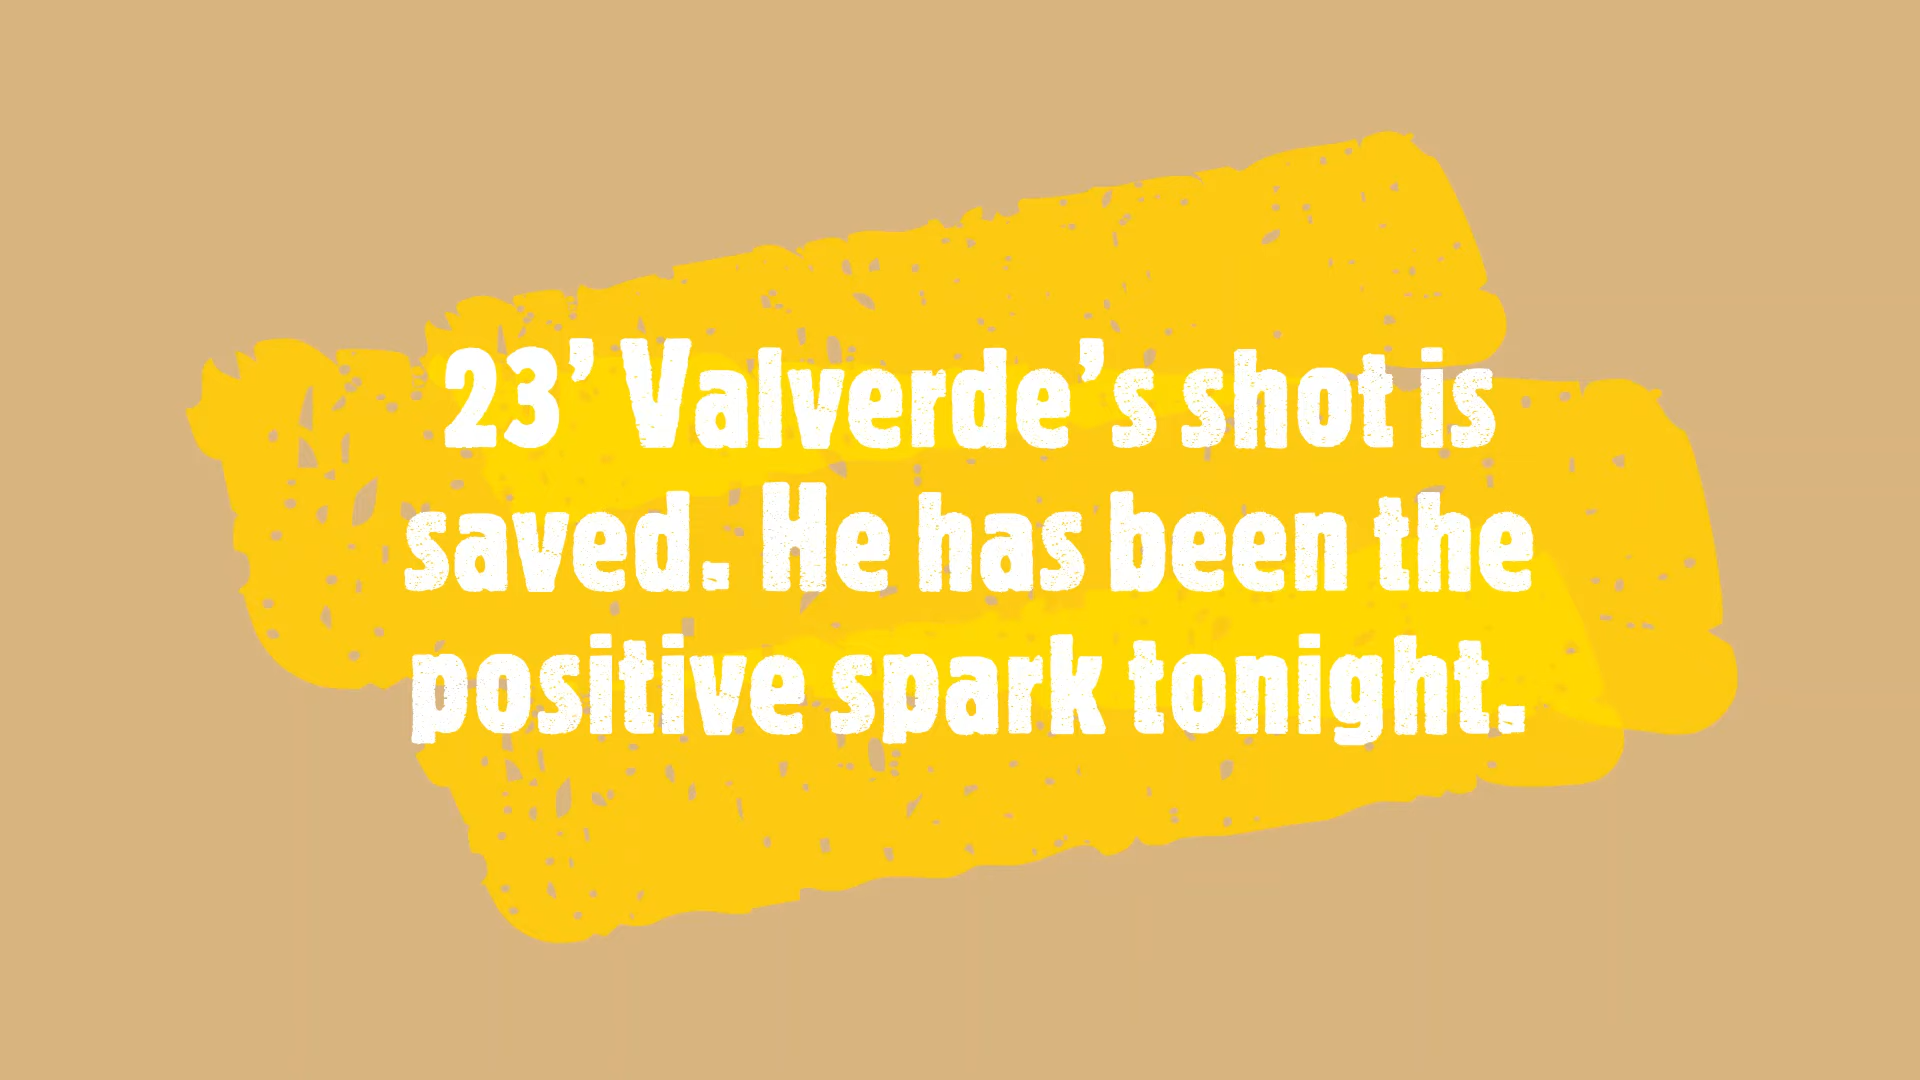 23’ Valverde’s shot is
saved. He has been the
positive spark tonight.